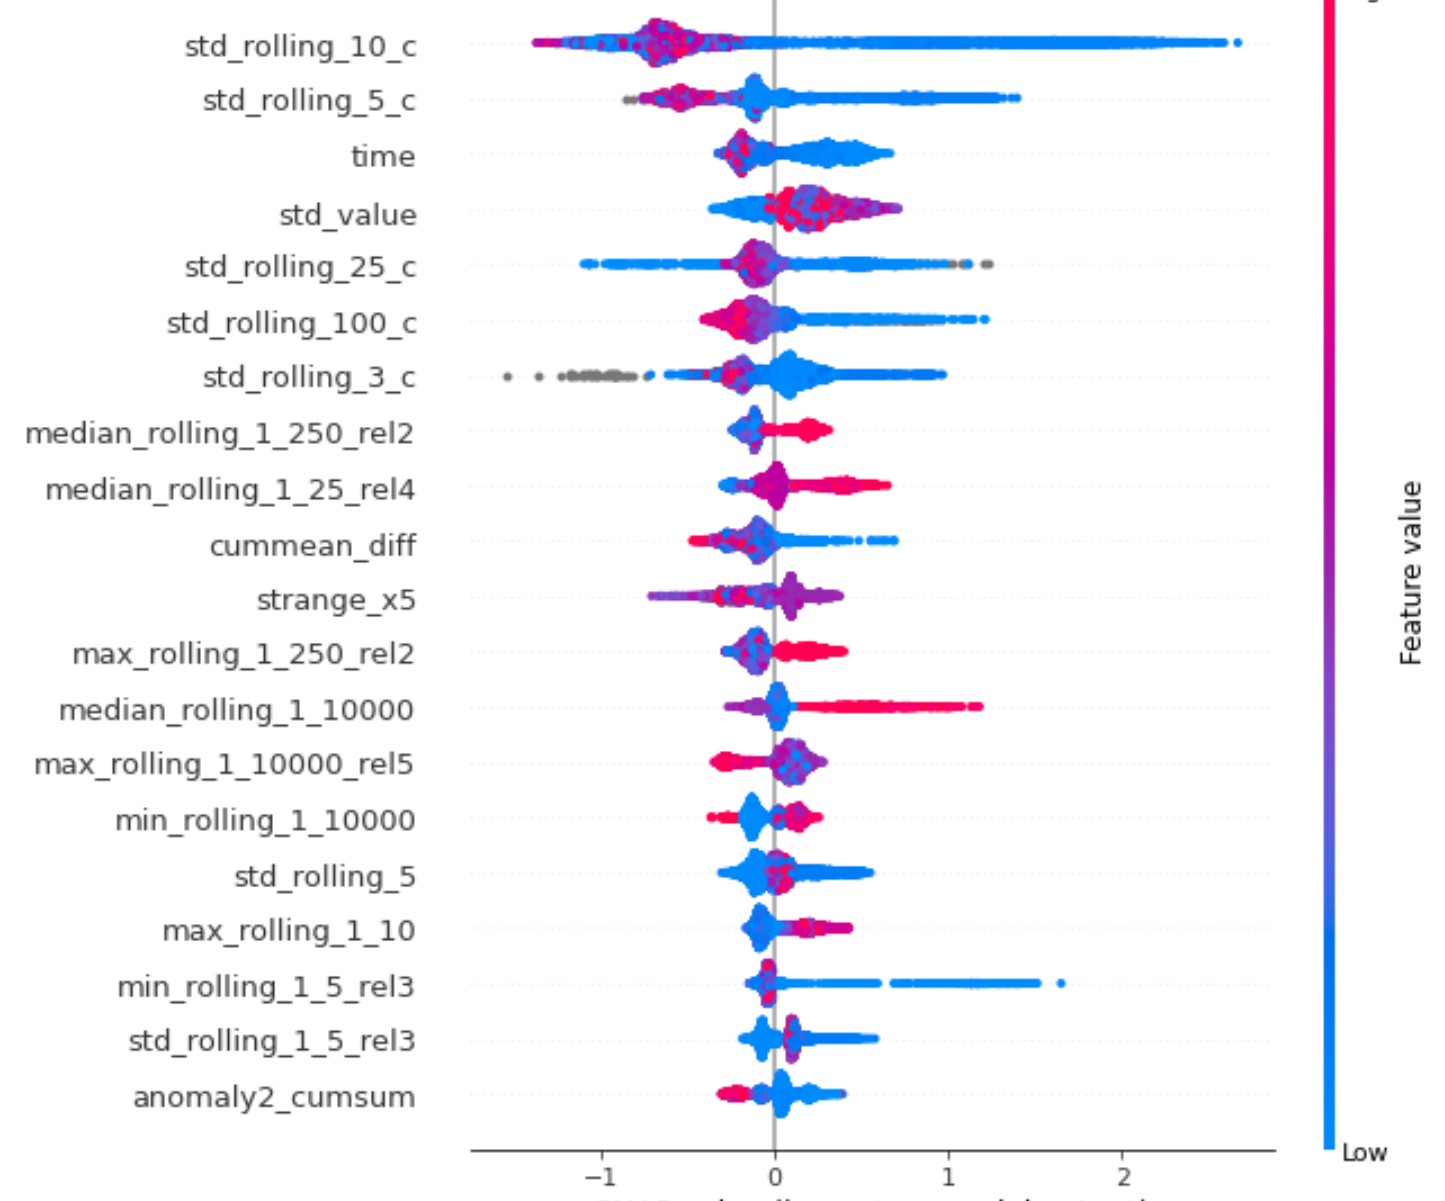 std_rolling_10_c
std_rolling_5_c
time
std_value
std_rolling_25_c
std_rolling_100_c
std_rolling_3_c
median_rolling_1_250_rel2
median_rolling_1_25_rel4
cummean_diff
strange_x5
max_rolling_1_250_rel2
median_rolling_1_10000
max_rolling_1_10000_rel5
min_rolling_1_10000
std_rolling_5
max_rolling_1_10
min_rolling_1_5_rel3
std_rolling_1_5_rel3
anomaly2_cumsum
Feature value
Low
−1 0 1 2